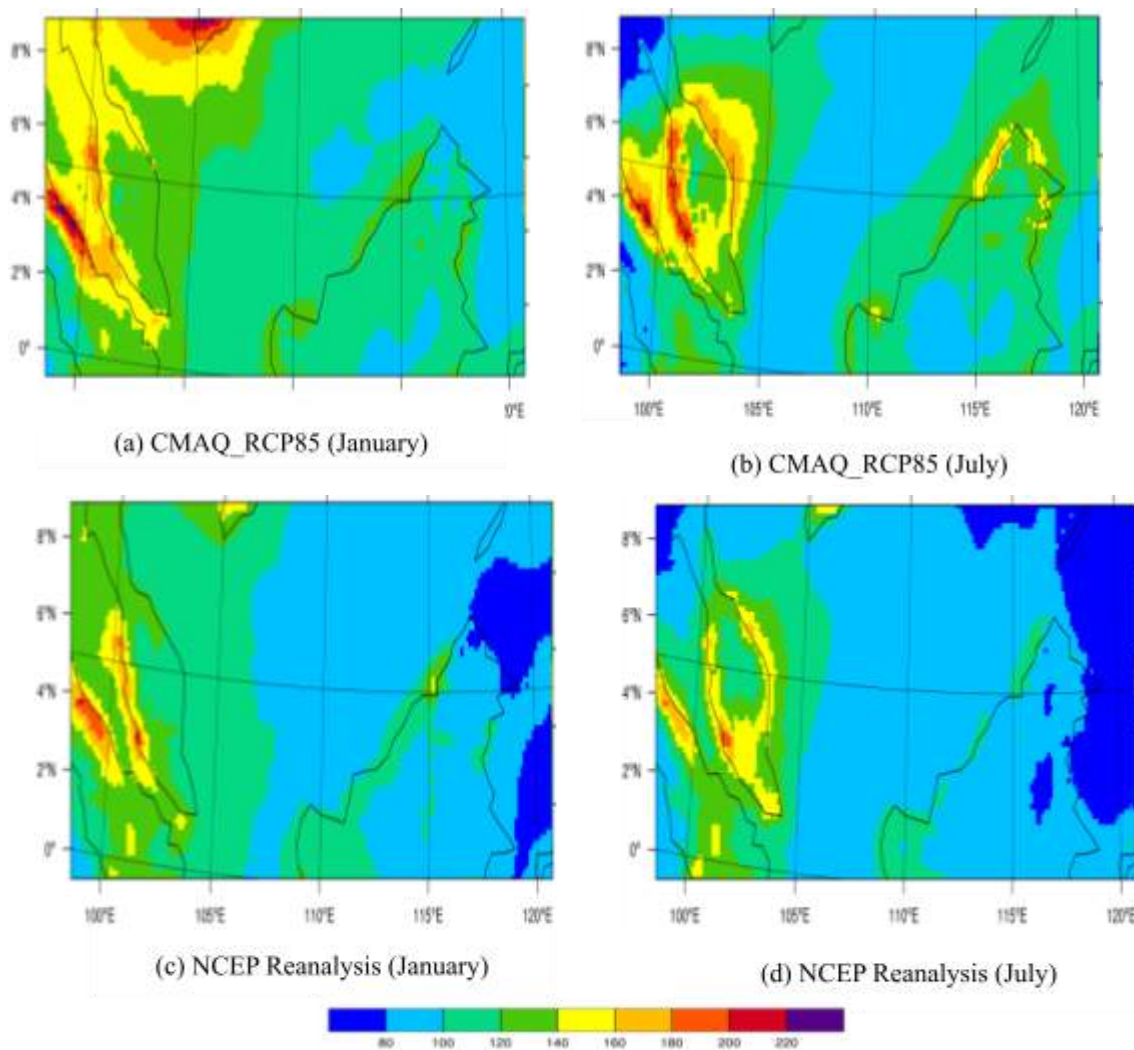 8°N
6°N
4°N
2°N
0°
0°E
(a) CMAQ_RCP85 (January)
8°N
6°N
4°N
2°N
0°
100°E 105°E 110°E 115°E 120°E
(b) CMAQ_RCP85 (July)
8°N
6°N
4°N
2°N
0°
100°E 105°E 110°E 115°E 120°E
(c) NCEP Reanalysis (January)
8°N
6°N
4°N
2°N
0°
100°E 105°E 110°E 115°E 120°E
(d) NCEP Reanalysis (July)
80 100 120 140 160 180 200 220